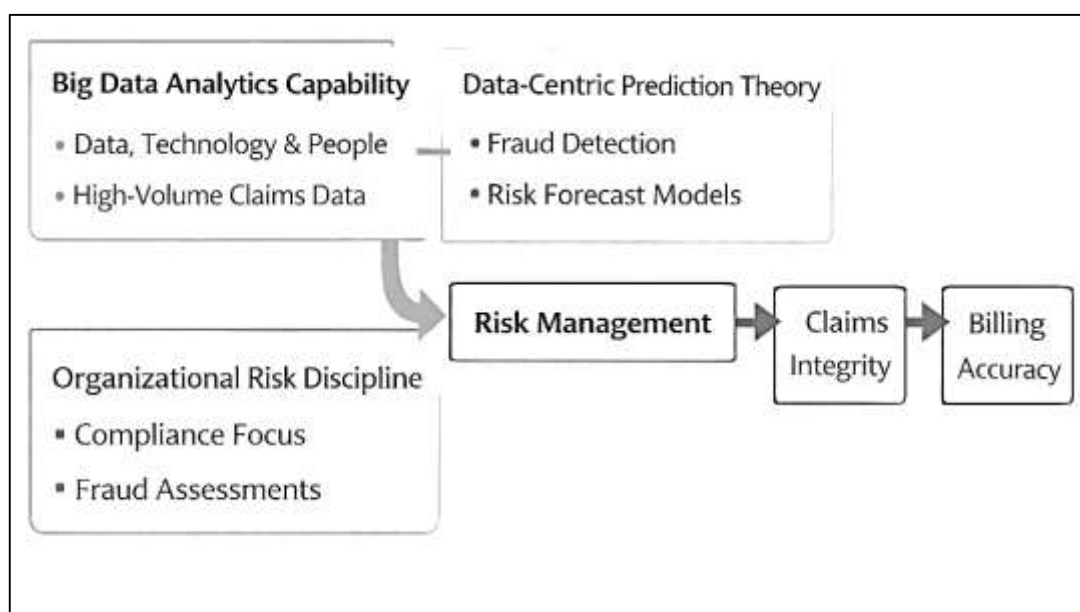 Big Data Analytics Capability
• Data, Technology & People
• High-Volume Claims Data
Data-Centric Prediction Theory
• Fraud Detection
• Risk Forecast Models
Risk Management
Claims
Integrity
Billing
Accuracy
Organizational Risk Discipline
▪ Compliance Focus
▪ Fraud Assessments